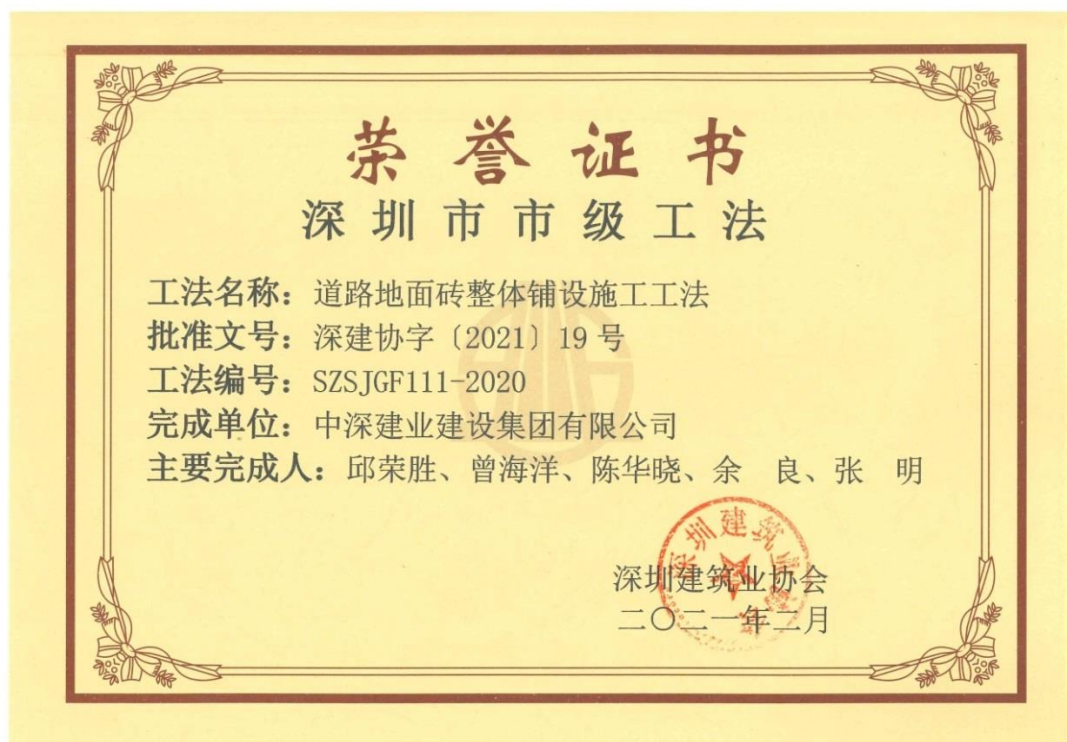 荣誉证书
深圳市市级工法
工法名称：道路地面砖整体铺设施工工法
批准文号：深建协字〔2021〕19号
工法编号：SZSJGF111-2020
完成单位：中深建业建设集团有限公司
主要完成人：邱荣胜、曾海洋、陈华晓、余　良、张　明
深圳建筑业协会
二〇二一年二月